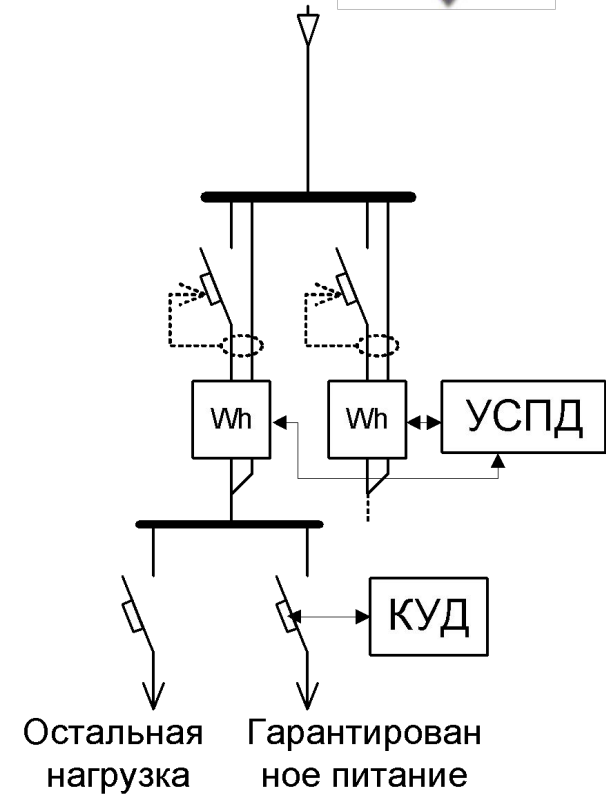 Wh
Wh
УСПД
КУД
Остальная
нагрузка
Гарантирован
ное питание